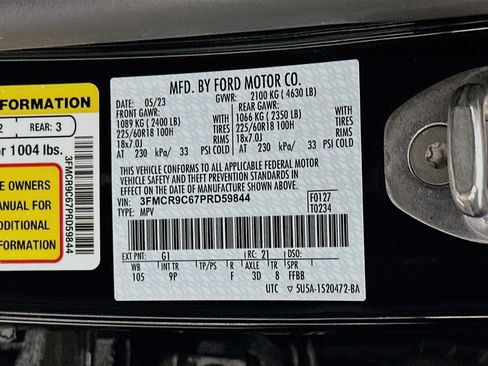 FORMATION
2 REAR: 3
r 1004 lbs.
E OWNERS
MANUAL FOR
ADDITIONAL
FORMATION
3FMCR9C67PRD59844
MFD. BY FORD MOTOR CO.
DATE: 05/23 GVWR: 2100 KG (4630 LB)
FRONT GAWR: REAR GAWR:
1089 KG (2400 LB) WITH 1066 KG (2350 LB) WITH
225/60R18 100H TIRES 225/60R18 100H TIRES
18x7.0J RIMS 18x7.0J RIMS
AT 230 kPa/ 33 PSI COLD AT 230 kPa/ 33 PSI COLD
THIS VEHICLE CONFORMS TO ALL APPLICABLE FEDERAL MOTOR
VEHICLE SAFETY AND THEFT PREVENTION STANDARDS IN
EFFECT ON THE DATE OF MANUFACTURE SHOWN ABOVE.
VIN: 3FMCR9C67PRD59844 F0127
TYPE: MPV T0234
EXT PNT: G1 RC: 21 DSO:
WB INT TR TP/PS R AXLE TR SPR
105 9P F 3D 8 FFBB
UTC ▽ 5U5A-1520472-BA